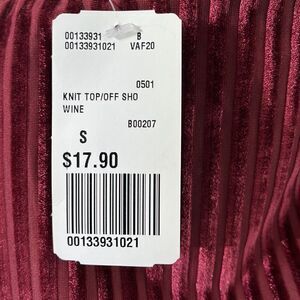 00133931 B
00133931021 VAF20
0501
KNIT TOP/OFF SHO
WINE
B00207
S
$17.90
00133931021